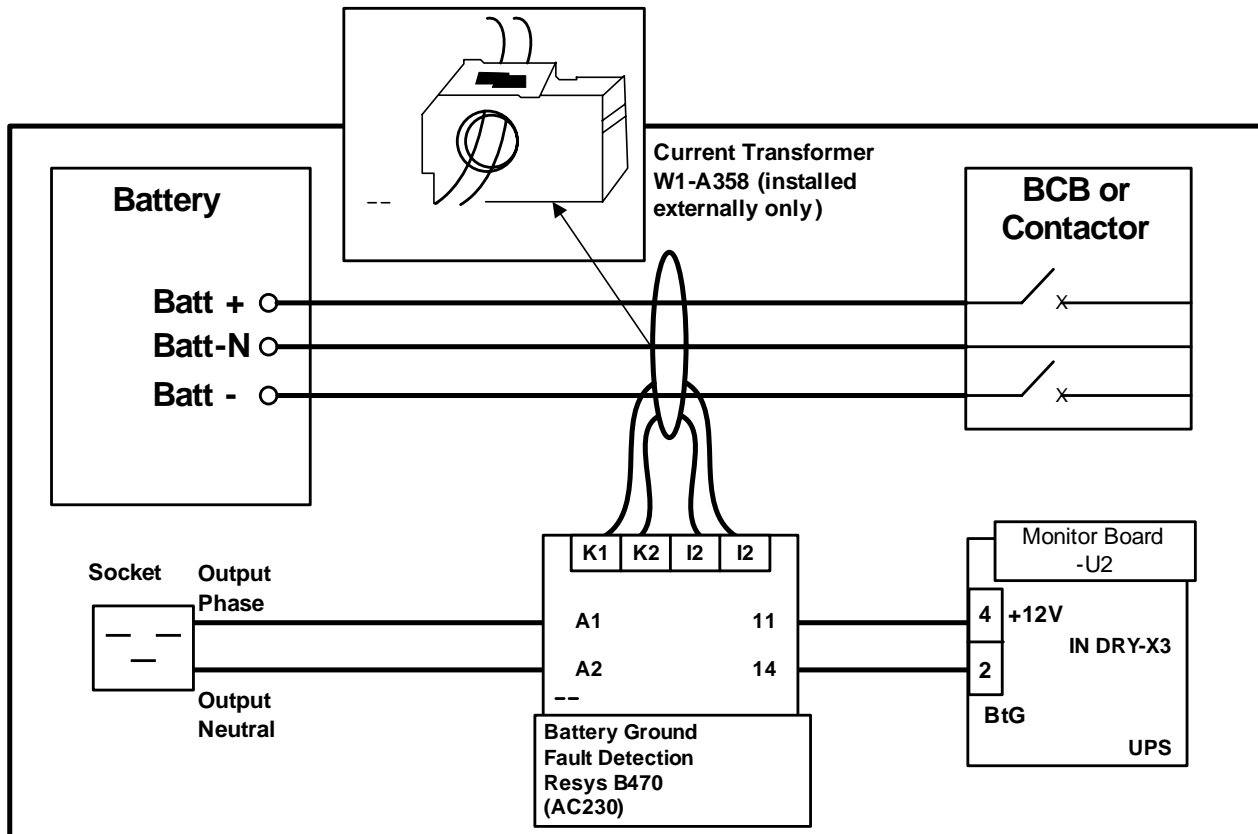 Current Transformer
W1-A358 (installed
externally only)
Battery
BCB or
Contactor
Batt +
Batt-N
Batt -
X
X
Socket
Output
Phase
Output
Neutral
K1 K2 I2 I2
A1 11
A2 14
Battery Ground
Fault Detection
Resys B470
(AC230)
Monitor Board
-U2
4 +12V
IN DRY-X3
2
BtG
UPS